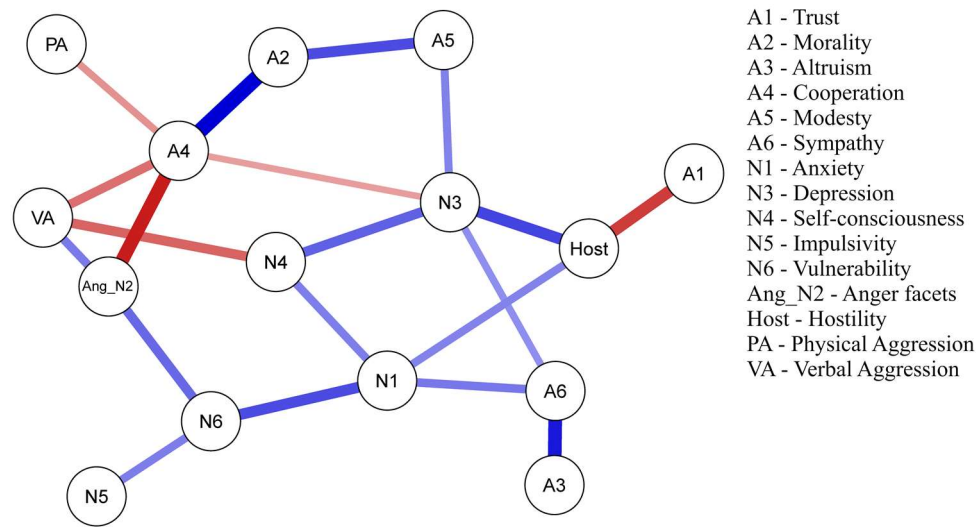 PA
A2
A5
A4
A1
VA
N3
Host
N4
Ang_N2
N1
A6
N6
N5
A3
A1 - Trust
A2 - Morality
A3 - Altruism
A4 - Cooperation
A5 - Modesty
A6 - Sympathy
N1 - Anxiety
N3 - Depression
N4 - Self-consciousness
N5 - Impulsivity
N6 - Vulnerability
Ang_N2 - Anger facets
Host - Hostility
PA - Physical Aggression
VA - Verbal Aggression